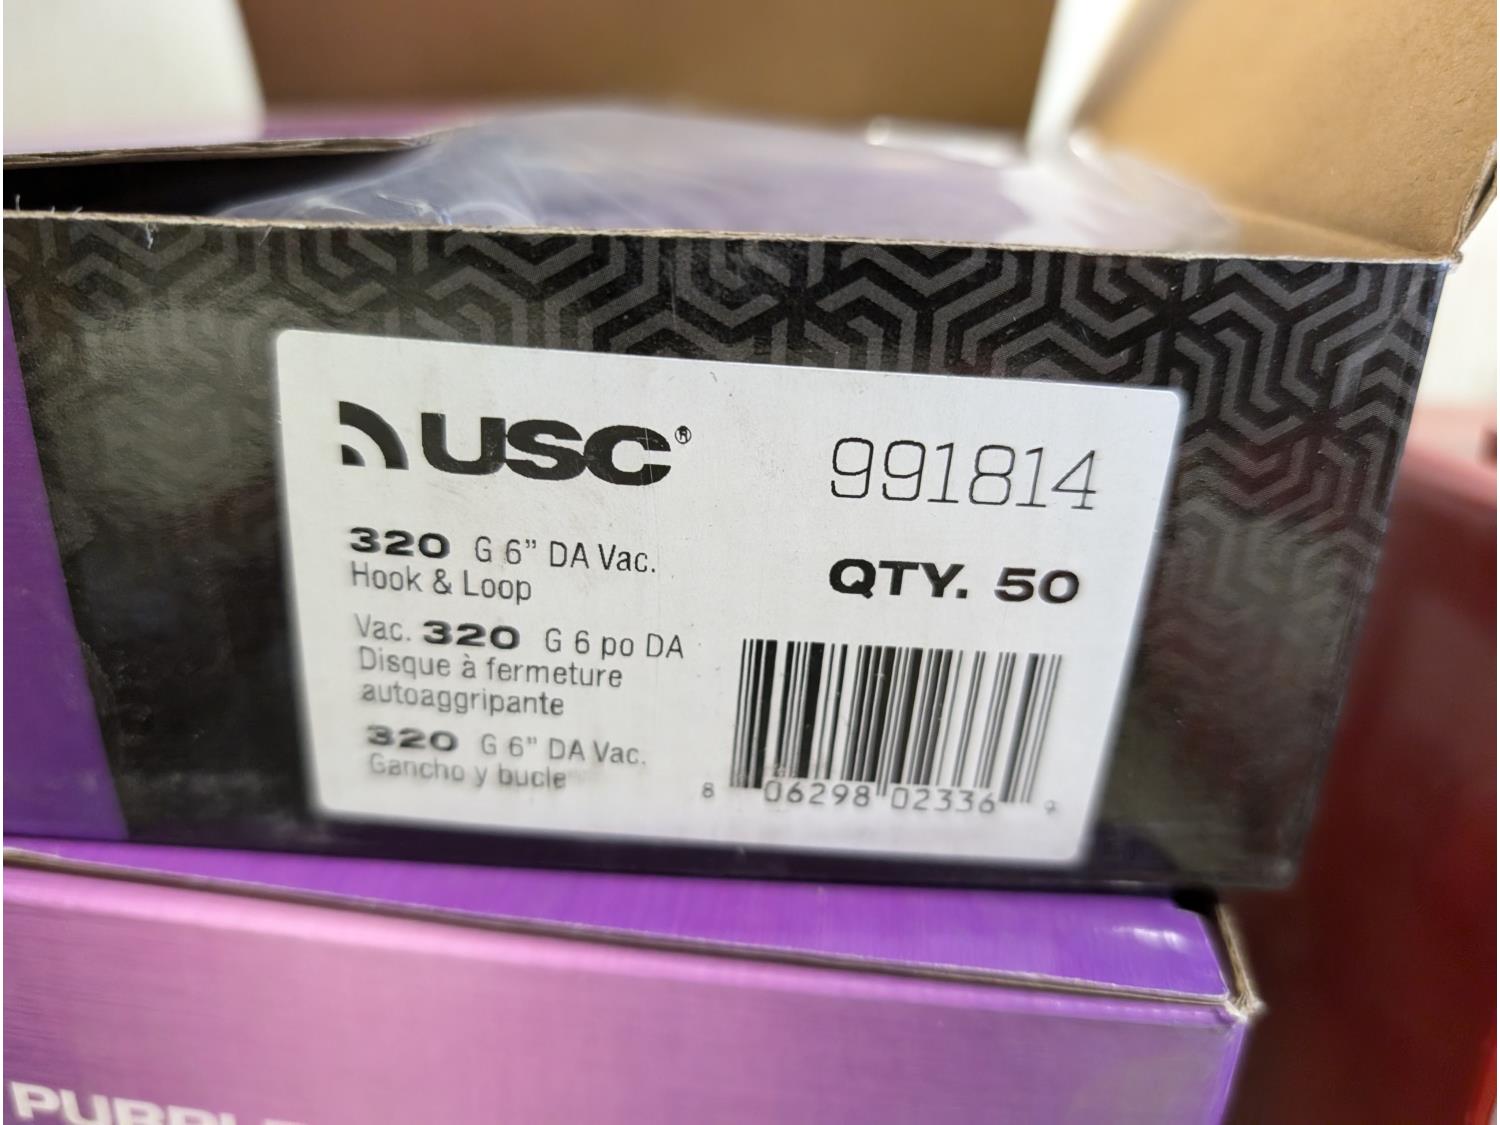 USC®
991814
320 G 6" DA Vac.
Hook & Loop
QTY. 50
Vac. 320 G 6 po DA
Disque à fermeture
autoaggripante
320 G 6" DA Vac.
Gancho y bucle
8 06298 02336